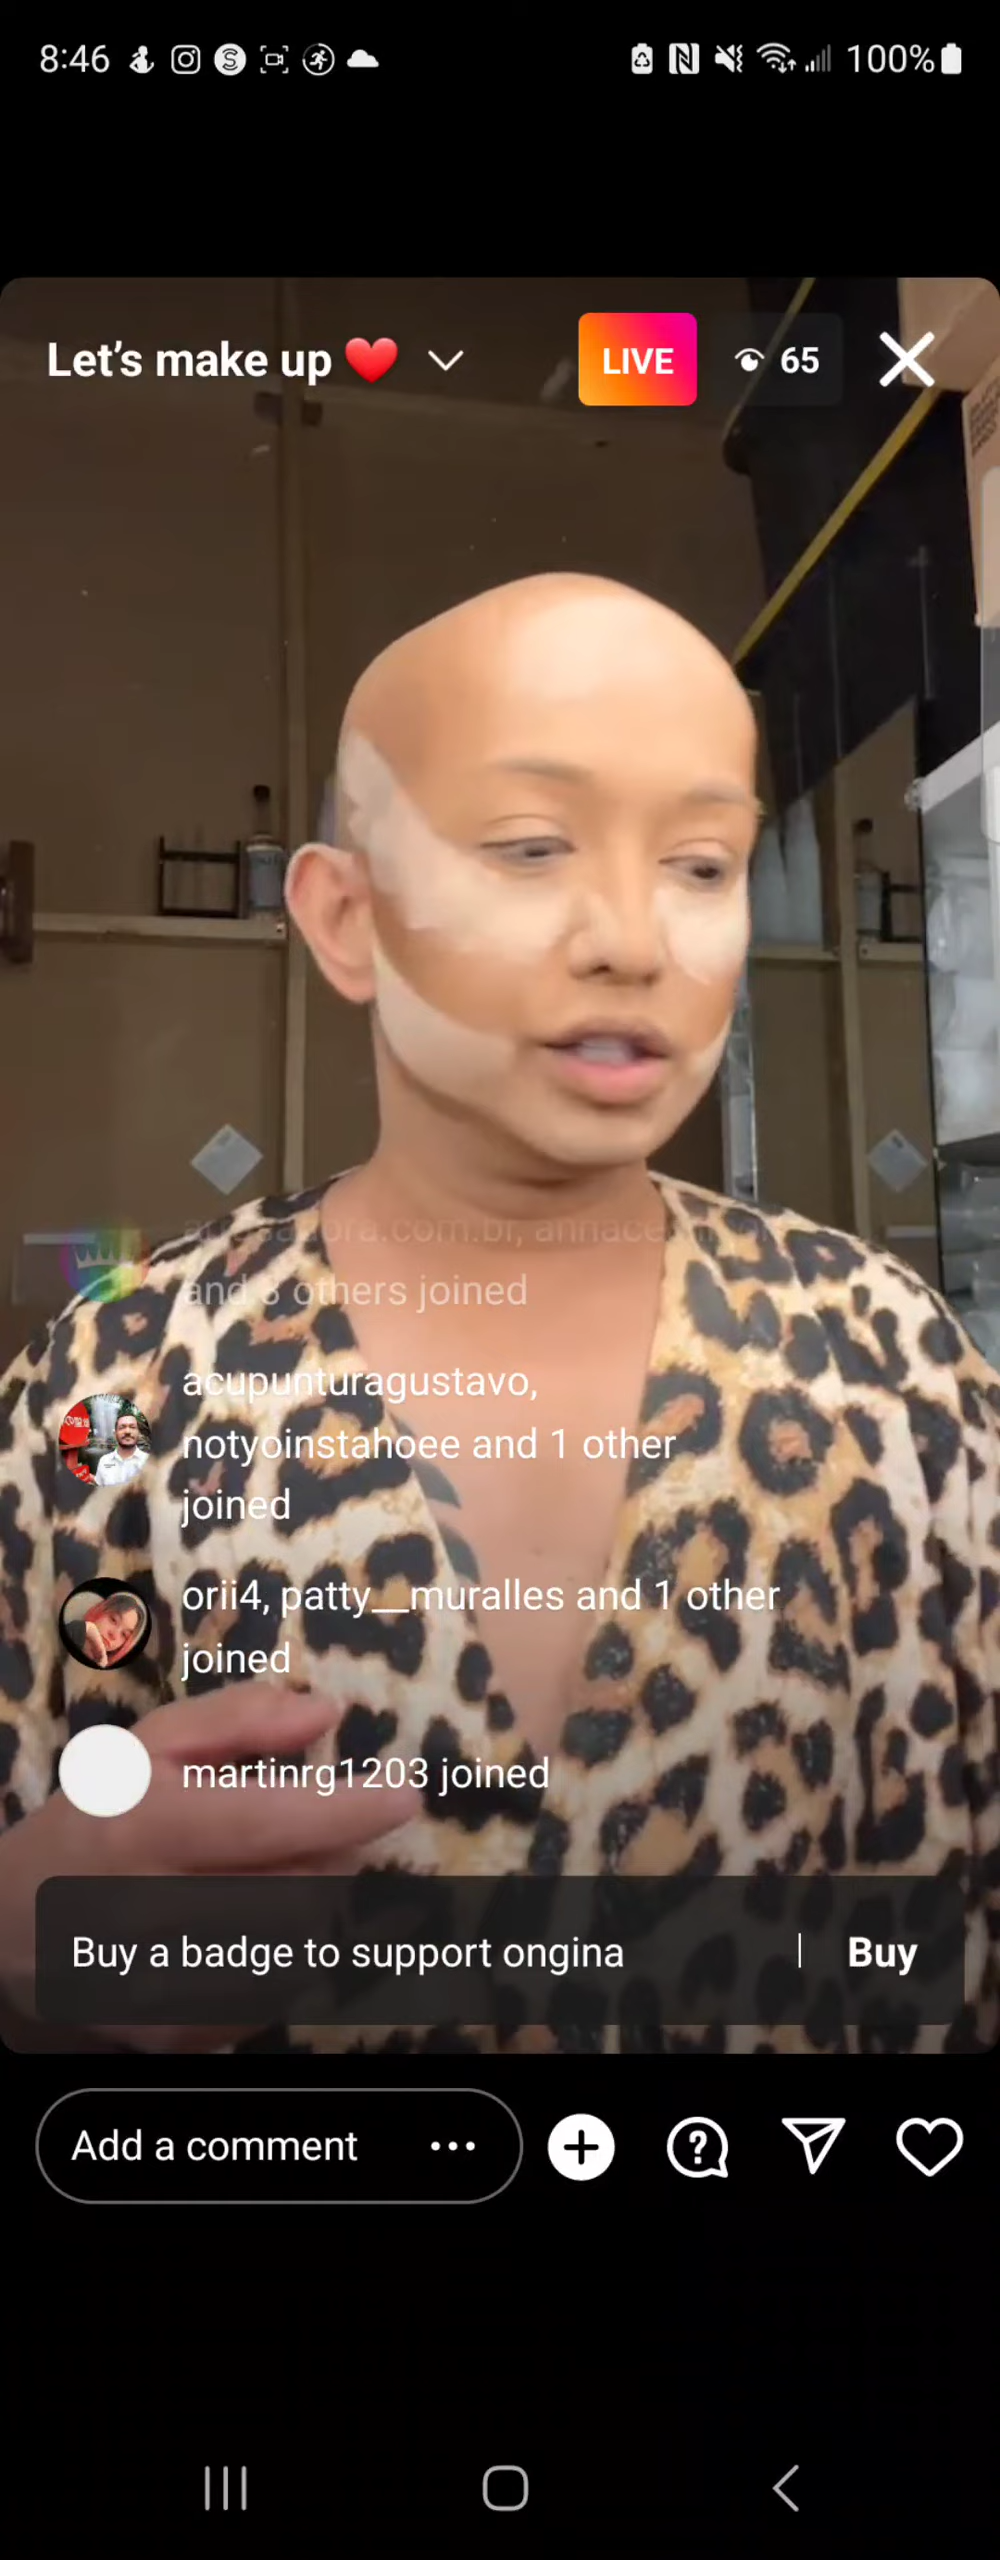 8:46
100%
Let's make up ❤️
LIVE
65
and 3 others joined
acupunturagustavo,
notyoinstahoee and 1 other
joined
orii4, patty__muralles and 1 other
joined
martinrg1203 joined
Buy a badge to support ongina
Buy
Add a comment